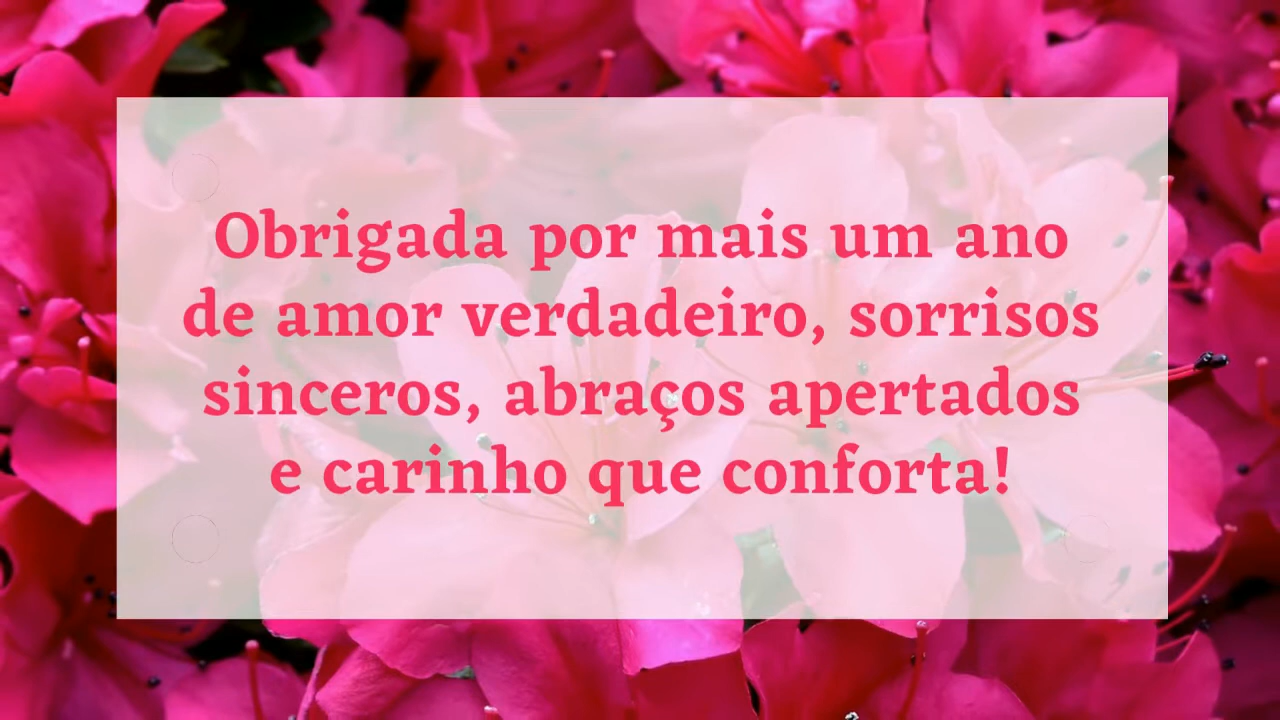 Obrigada por mais um ano
de amor verdadeiro, sorrisos
sinceros, abraços apertados
e carinho que conforta!